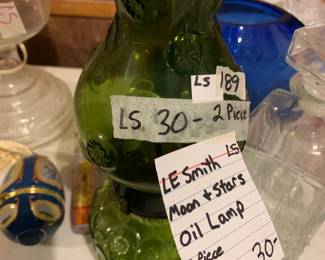 LS 189
LS 30- 2 Piece
LE Smith LS
Moon + Stars
Oil Lamp
Piece 30-